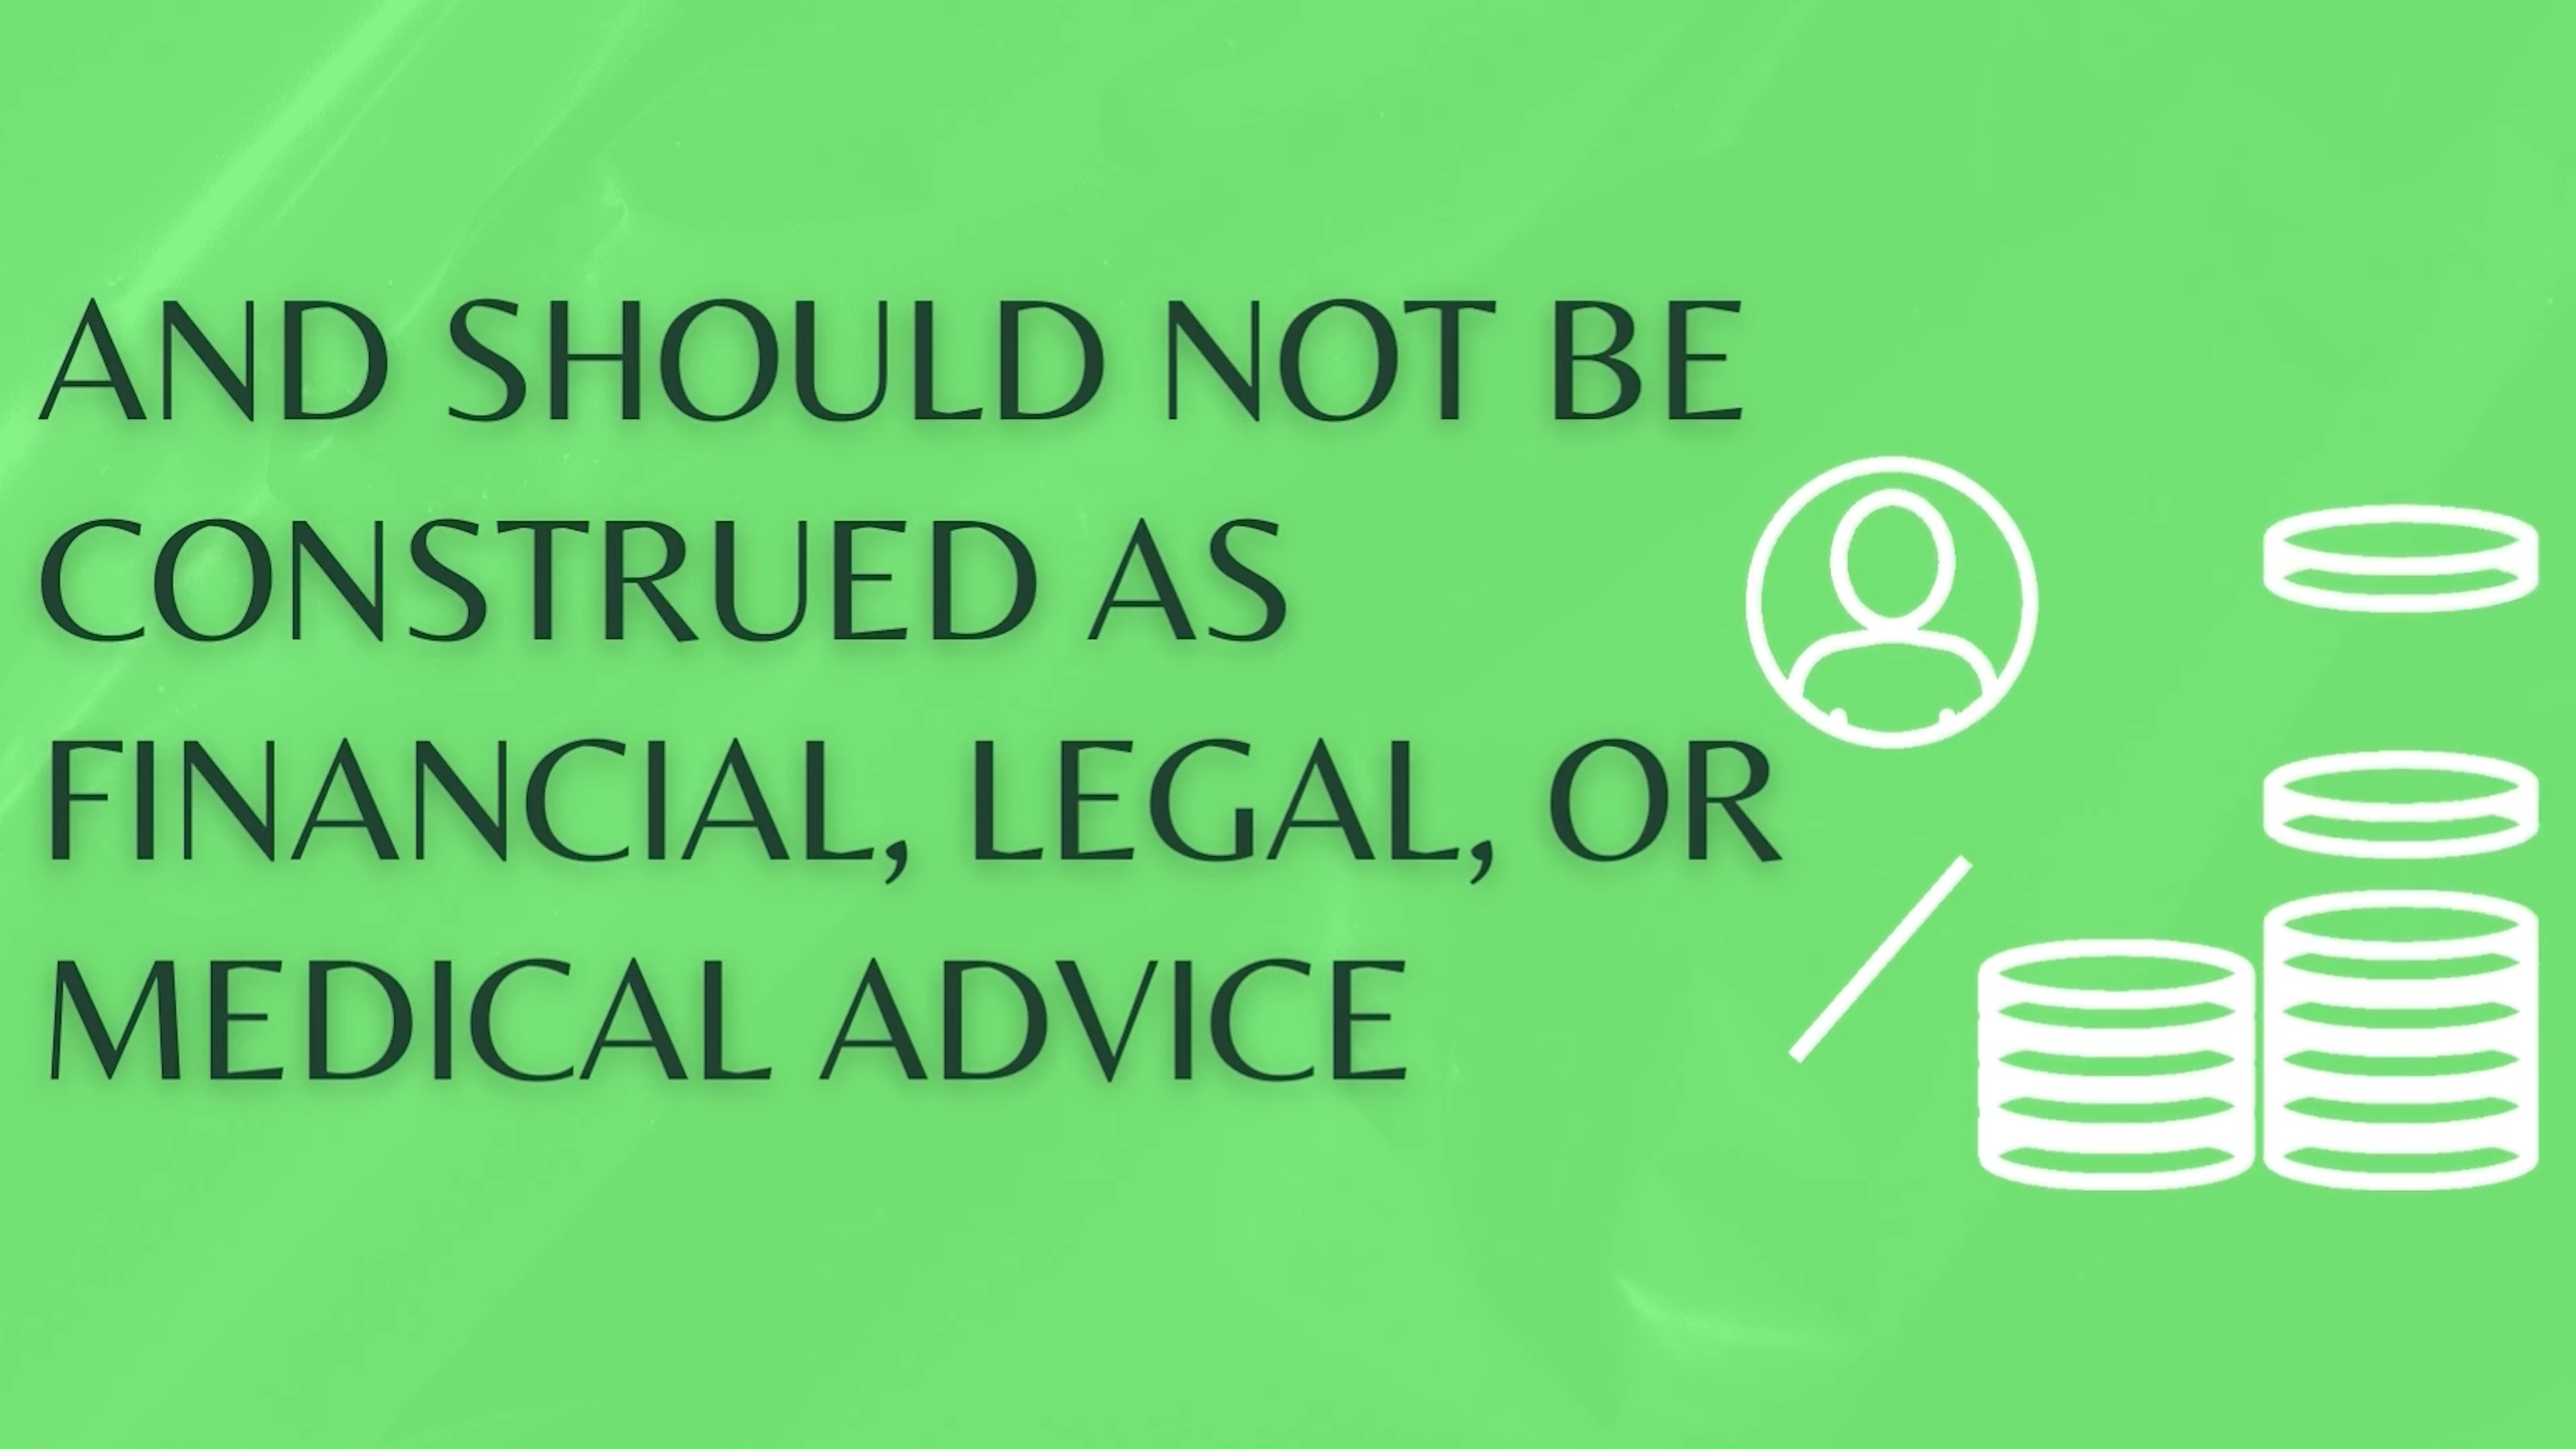 AND SHOULD NOT BE
CONSTRUED AS
FINANCIAL, LEGAL, OR
MEDICAL ADVICE